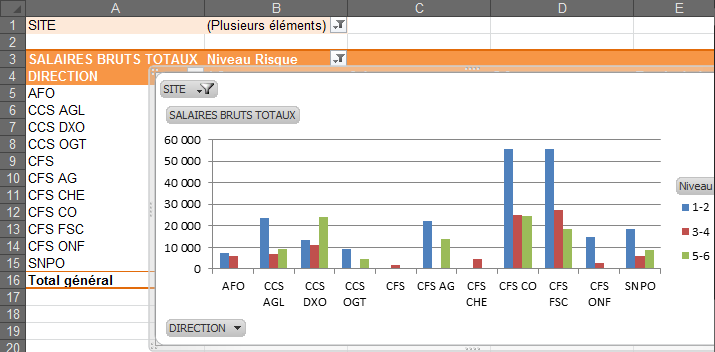 A B C D E
1 SITE (Plusieurs éléments)
2
3 SALAIRES BRUTS TOTAUX Niveau Risque
4 DIRECTION
5 AFO
6 CCS AGL
7 CCS DXO
8 CCS OGT
9 CFS
10 CFS AG
11 CFS CHE
12 CFS CO
13 CFS FSC
14 CFS ONF
15 SNPO
16 Total général
17
18
19
20
SITE
SALAIRES BRUTS TOTAUX
60 000
50 000
40 000
30 000
20 000
10 000
0
AFO CCS AGL CCS DXO CCS OGT CFS CFS AG CFS CHE CFS CO CFS FSC CFS ONF SNPO
DIRECTION
Niveau
1-2
3-4
5-6